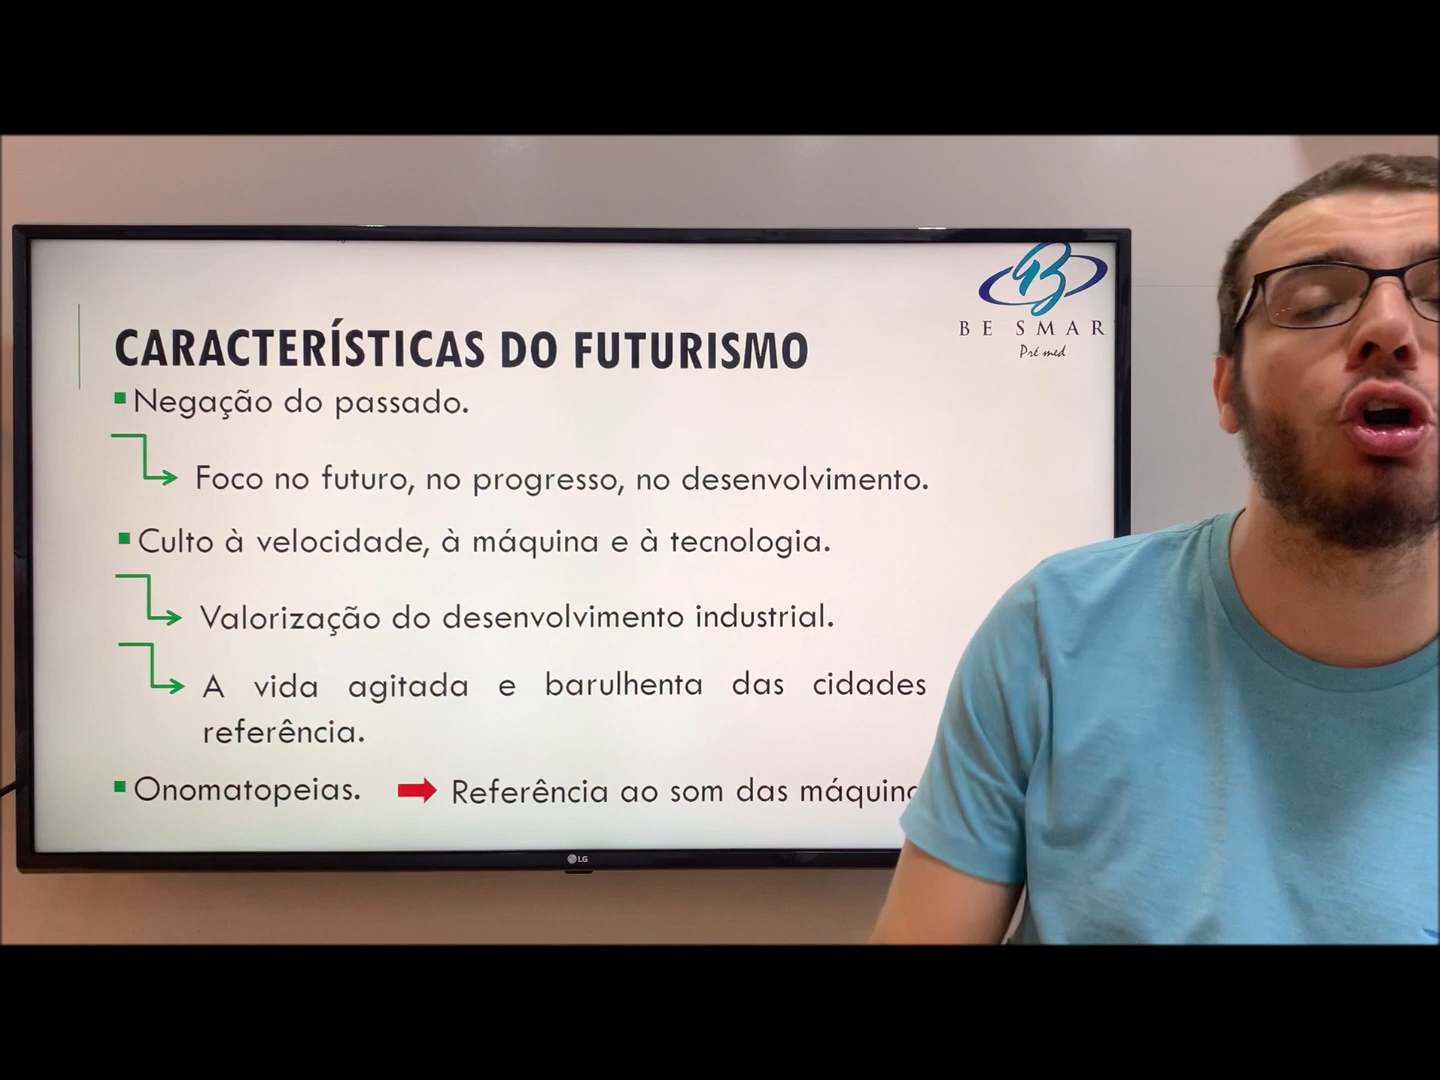 BE SMAR
Pré med
CARACTERÍSTICAS DO FUTURISMO
Negação do passado.
Foco no futuro, no progresso, no desenvolvimento.
Culto à velocidade, à máquina e à tecnologia.
Valorização do desenvolvimento industrial.
A vida agitada e barulhenta das cidades
referência.
Onomatopeias. Referência ao som das
LG